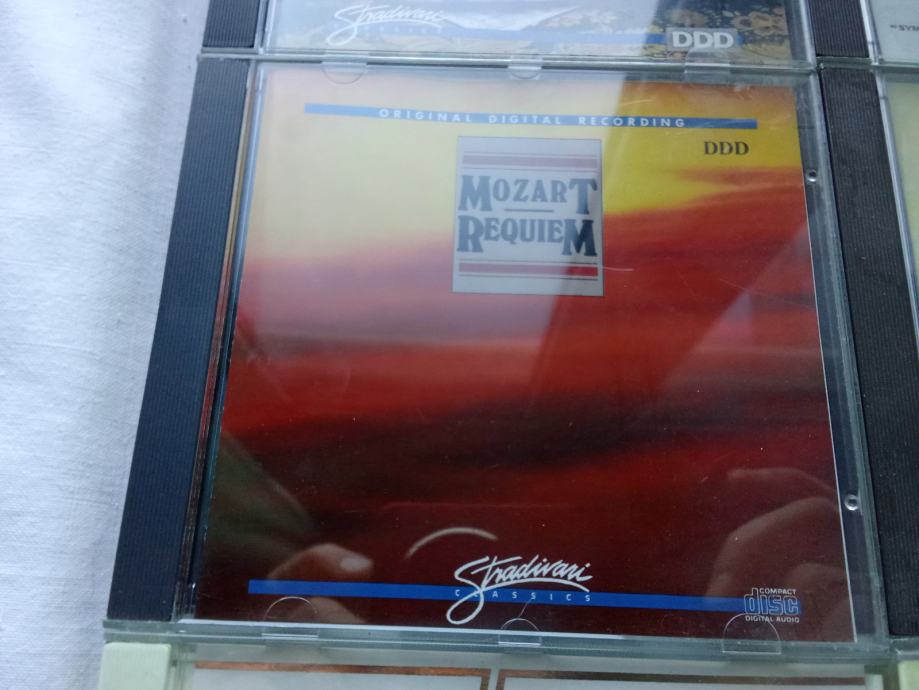 Stradivari
DDD
ORIGINAL DIGITAL RECORDING
DDD
MOZART
REQUIEM
Stradivari
CLASSICS
COMPACT
disc
DIGITAL AUDIO